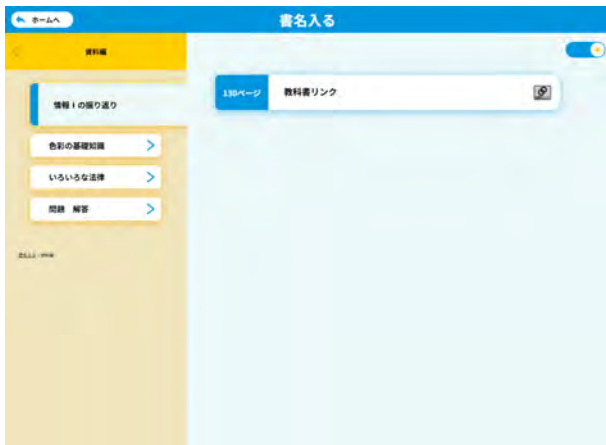 ホームへ
書名入る
資料編
情報Ⅰの振り返り
130ページ
教科書リンク
色彩の基礎知識
いろいろな法律
問題 解答